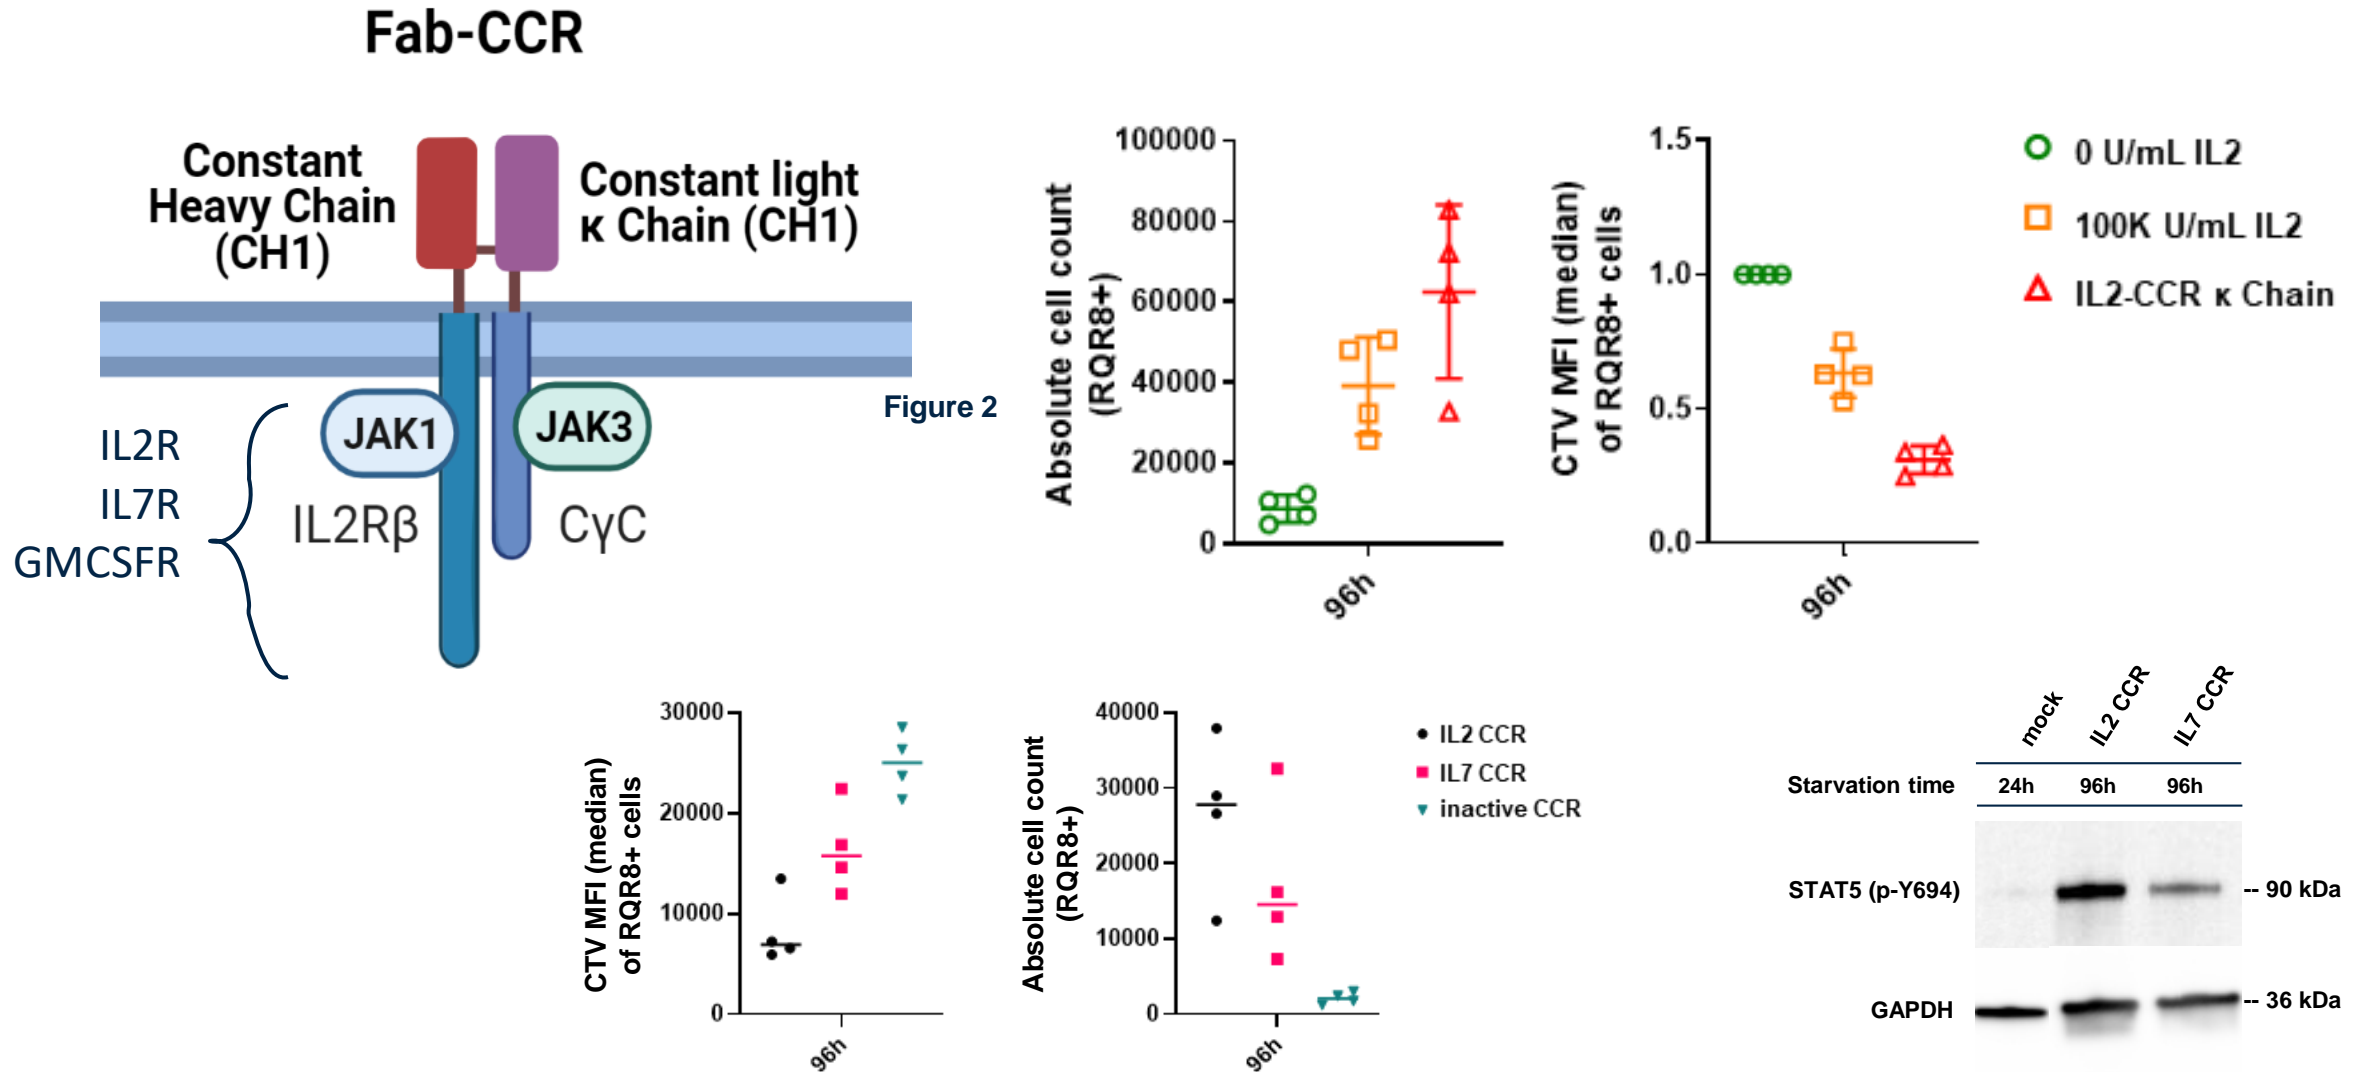 Fab-CCR
Constant
Heavy Chain
(CH1)
Constant light
κ Chain (CH1)
JAK1
JAK3
IL2Rβ
CγC
IL2R
IL7R
GMCSFR
Figure 2
Absolute cell count
(RQR8+)
100000
80000
60000
40000
20000
0
96h
CTV MFI (median)
of RQR8+ cells
1.5
1.0
0.5
0.0
96h
0 U/mL IL2
100K U/mL IL2
IL2-CCR κ Chain
CTV MFI (median)
of RQR8+ cells
30000
20000
10000
0
96h
Absolute cell count
(RQR8+)
40000
30000
20000
10000
0
96h
IL2 CCR
IL7 CCR
inactive CCR
mock
IL2 CCR
IL7 CCR
Starvation time
24h
96h
96h
STAT5 (p-Y694)
-- 90 kDa
GAPDH
-- 36 kDa